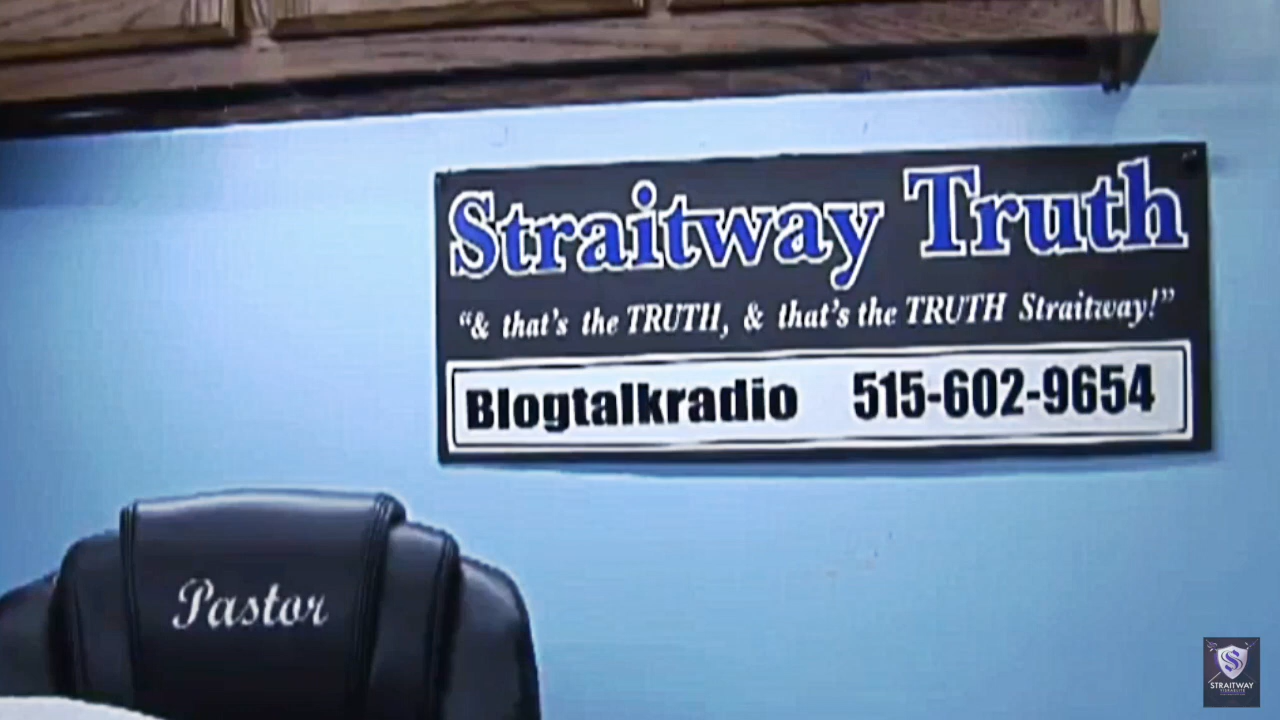 Straitway Truth
“& that’s the TRUTH, & that’s the TRUTH Straitway!”
Blogtalkradio 515-602-9654
Pastor
STRAITWAY